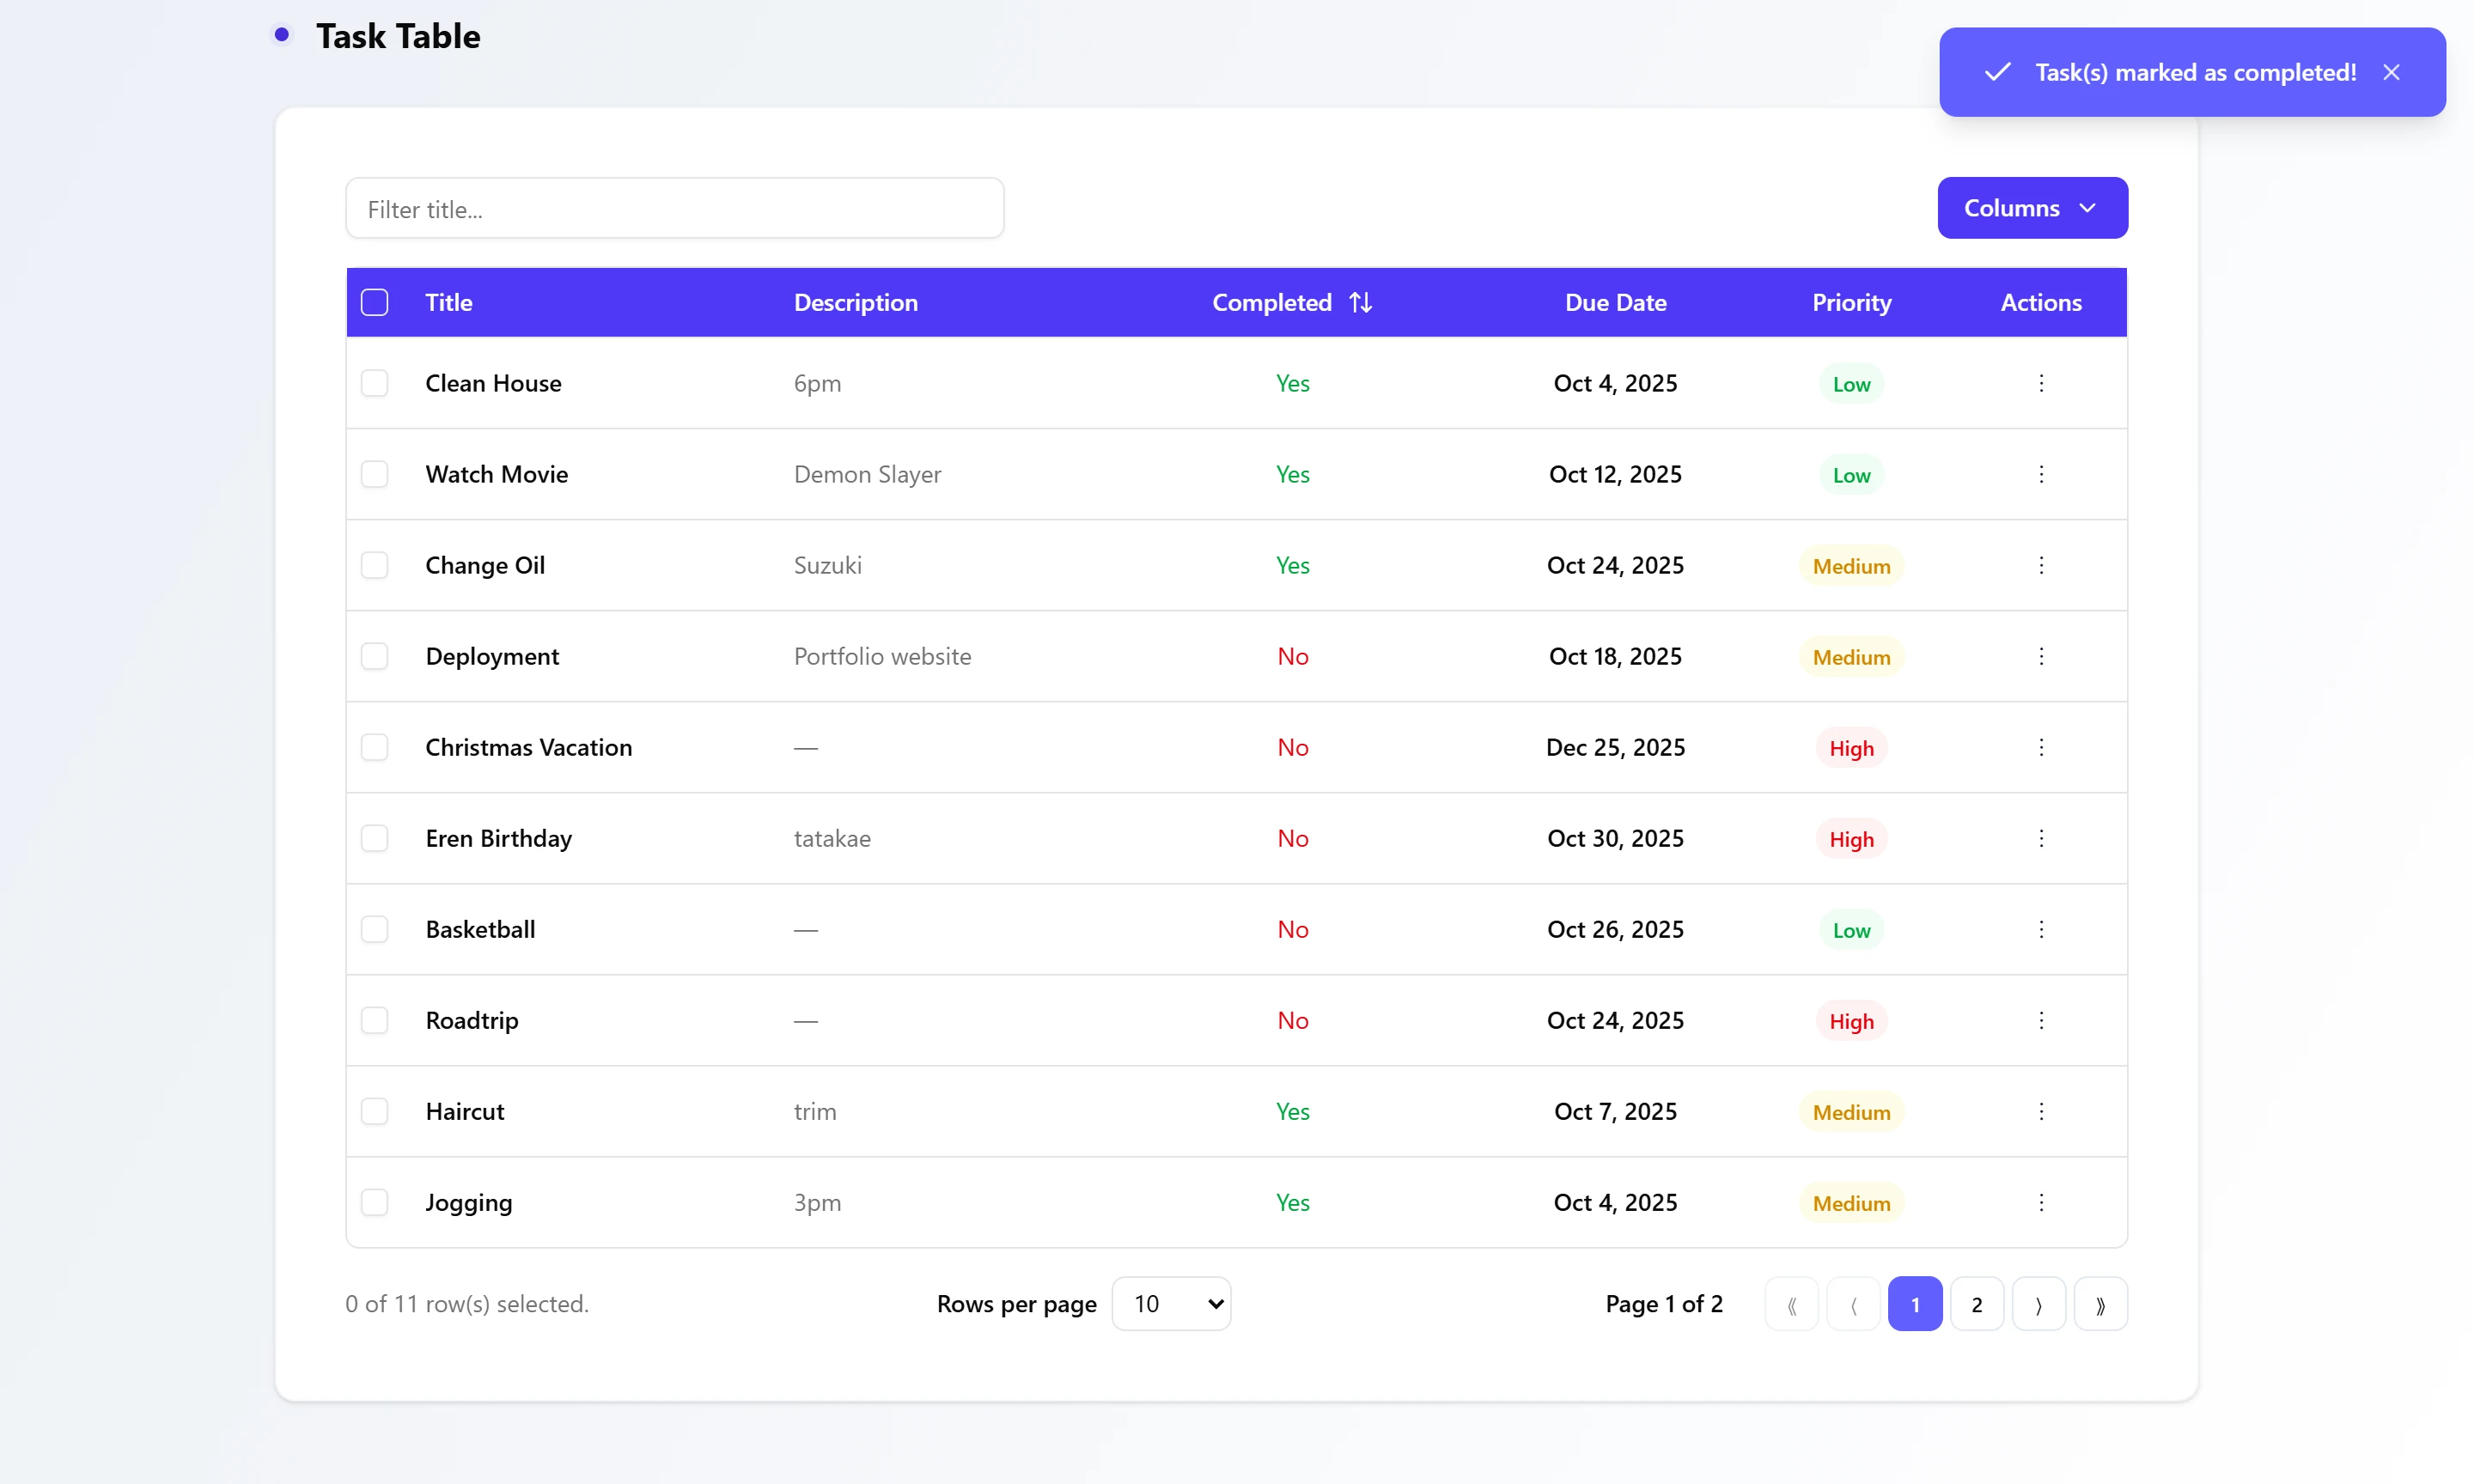 Task Table
Task(s) marked as completed!
Filter title...
Columns
Title Description Completed Due Date Priority Actions
Clean House 6pm Yes Oct 4, 2025 Low
Watch Movie Demon Slayer Yes Oct 12, 2025 Low
Change Oil Suzuki Yes Oct 24, 2025 Medium
Deployment Portfolio website No Oct 18, 2025 Medium
Christmas Vacation — No Dec 25, 2025 High
Eren Birthday tatakae No Oct 30, 2025 High
Basketball — No Oct 26, 2025 Low
Roadtrip — No Oct 24, 2025 High
Haircut trim Yes Oct 7, 2025 Medium
Jogging 3pm Yes Oct 4, 2025 Medium
0 of 11 row(s) selected. Rows per page 10 Page 1 of 2 ⟪ ⟨ 1 2 ⟩ ⟫